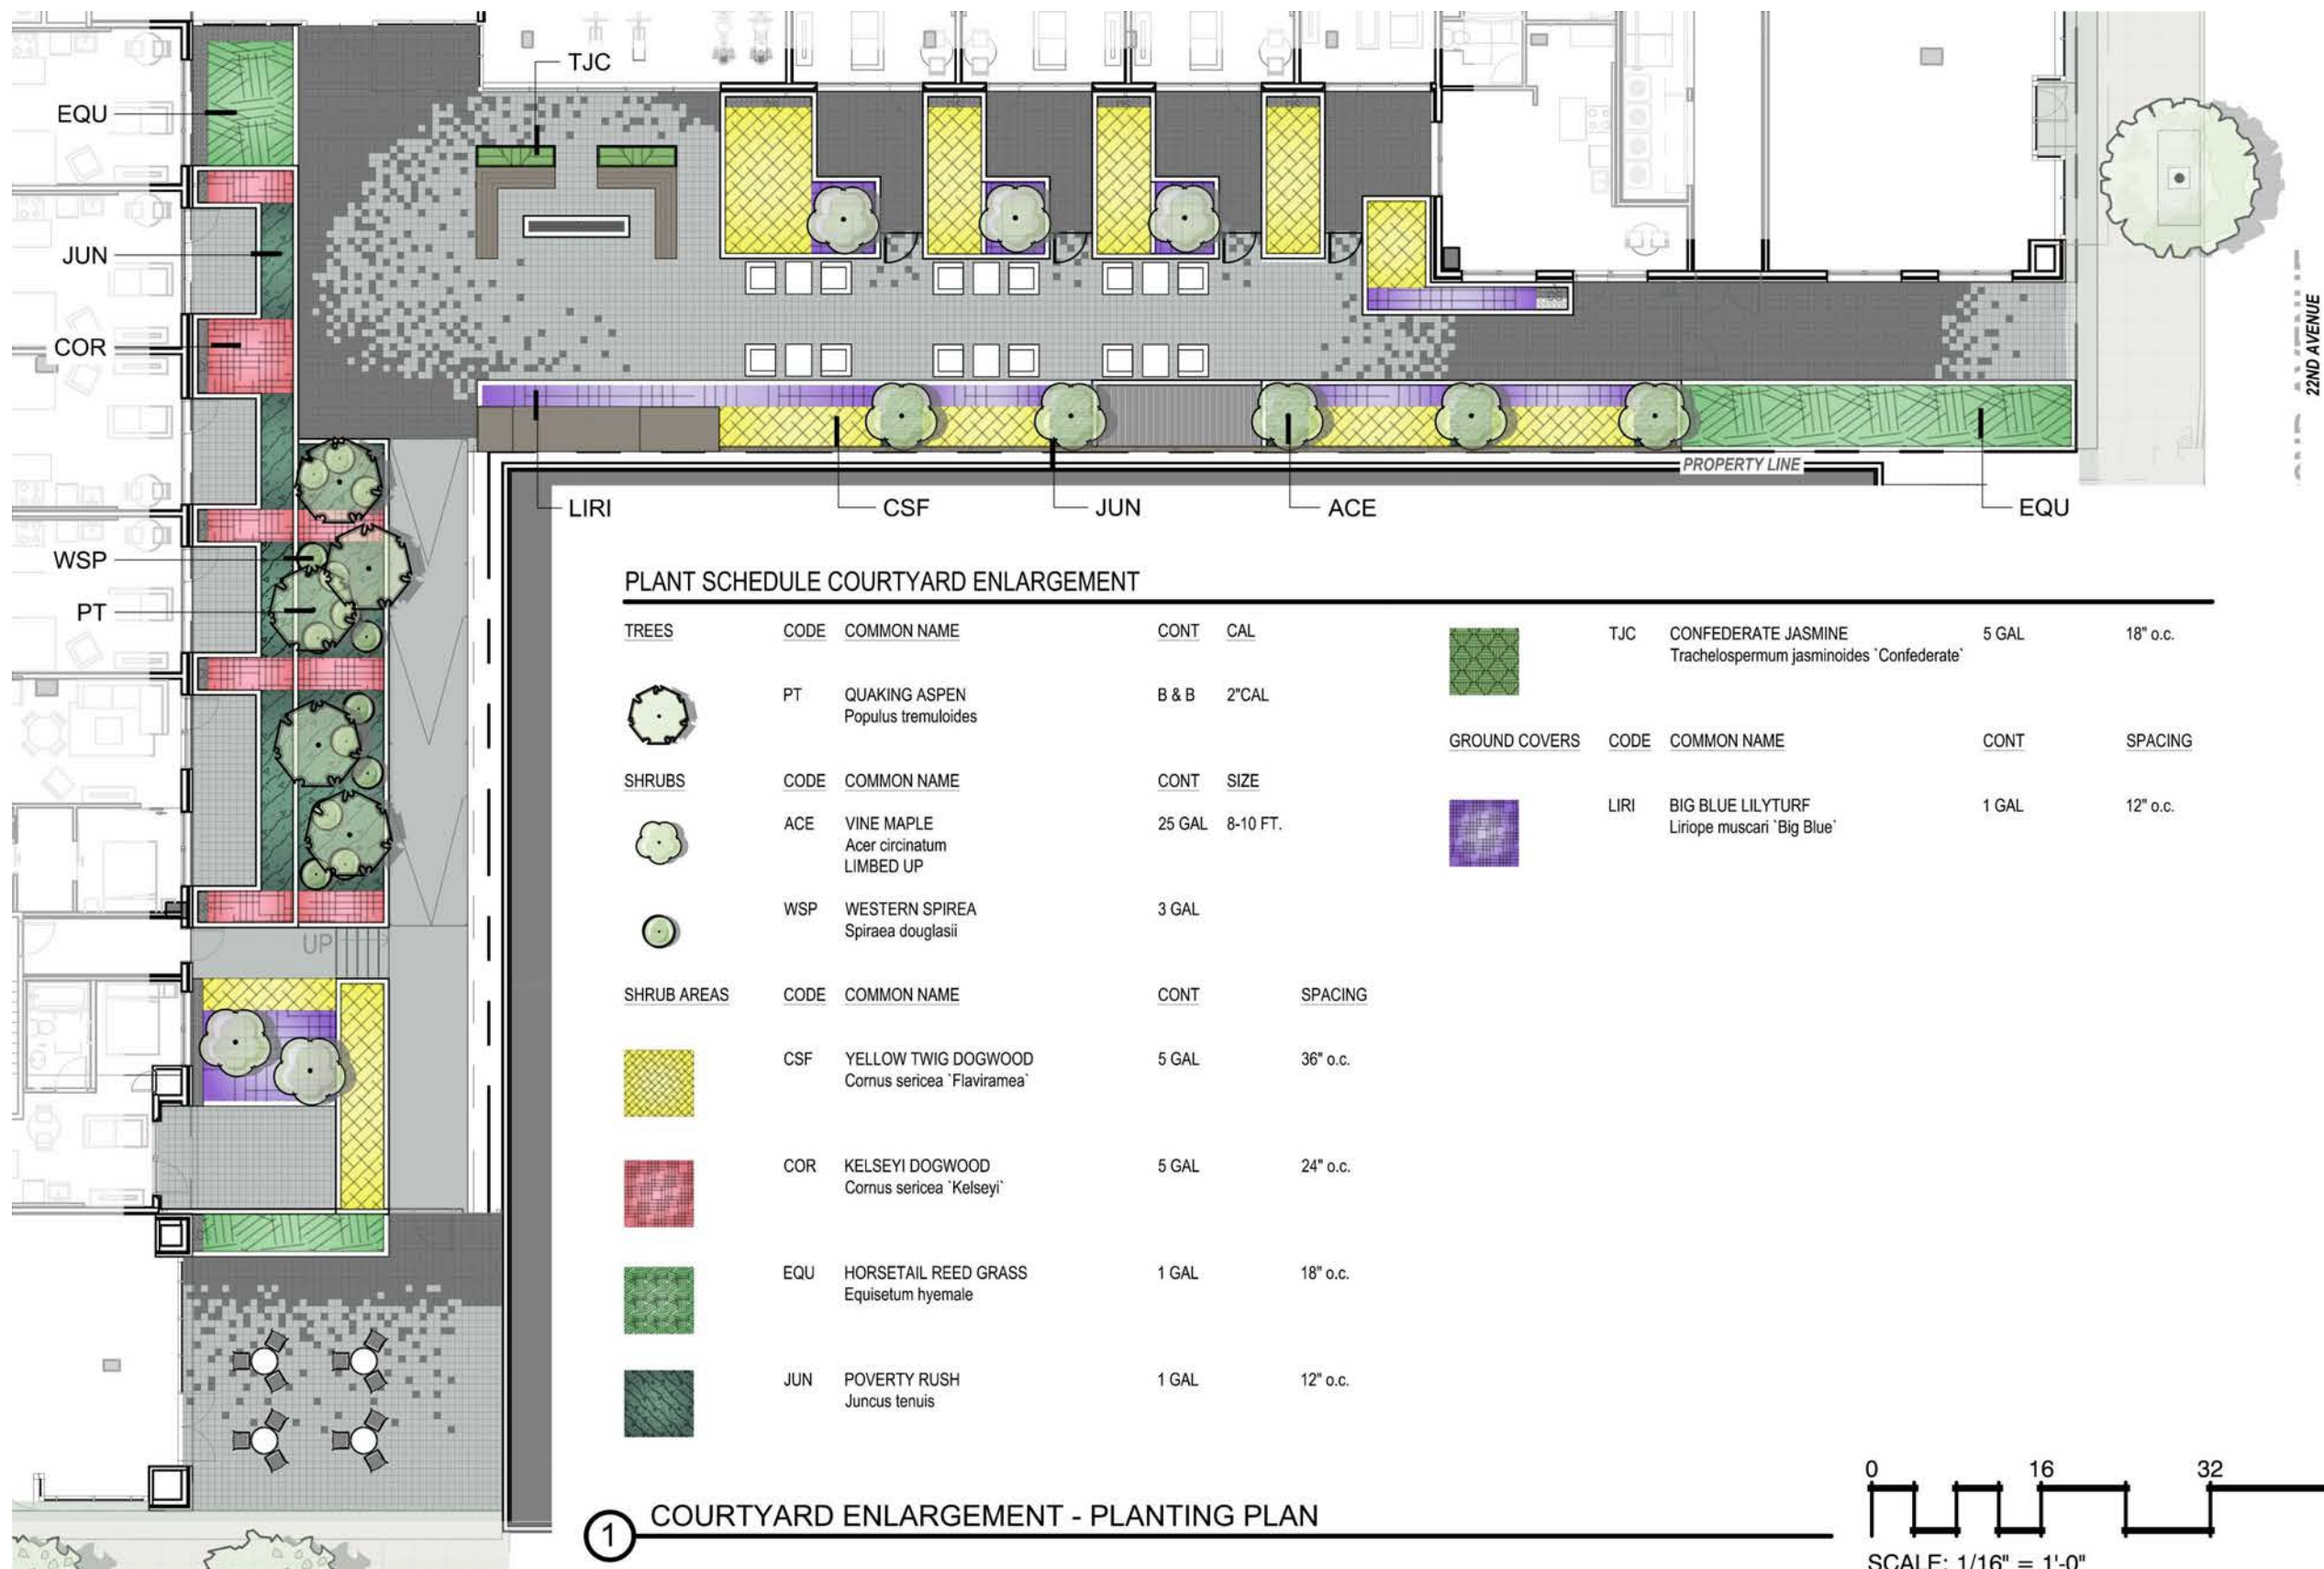 TJC
EQU
JUN
COR
22ND AVENUE
PROPERTY LINE
LIRI
CSF
JUN
ACE
EQU
WSP
PT
UP
PLANT SCHEDULE COURTYARD ENLARGEMENT
TREES CODE COMMON NAME CONT CAL
PT QUAKING ASPEN B & B 2"CAL
Populus tremuloides
SHRUBS CODE COMMON NAME CONT SIZE
ACE VINE MAPLE 25 GAL 8-10 FT.
Acer circinatum
LIMBED UP
WSP WESTERN SPIREA 3 GAL
Spiraea douglasii
SHRUB AREAS CODE COMMON NAME CONT SPACING
CSF YELLOW TWIG DOGWOOD 5 GAL 36" o.c.
Cornus sericea `Flaviramea`
COR KELSEYI DOGWOOD 5 GAL 24" o.c.
Cornus sericea `Kelseyi`
EQU HORSETAIL REED GRASS 1 GAL 18" o.c.
Equisetum hyemale
JUN POVERTY RUSH 1 GAL 12" o.c.
Juncus tenuis
TJC CONFEDERATE JASMINE 5 GAL 18" o.c.
Trachelospermum jasminoides `Confederate`
GROUND COVERS CODE COMMON NAME CONT SPACING
LIRI BIG BLUE LILYTURF 1 GAL 12" o.c.
Liriope muscari `Big Blue`
1 COURTYARD ENLARGEMENT - PLANTING PLAN
0 16 32
SCALE: 1/16" = 1'-0"